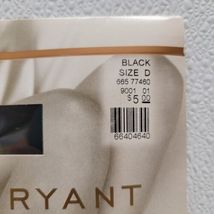 BLACK
SIZE D
665 77460
9001 01
$5.00
66404640
RYANT